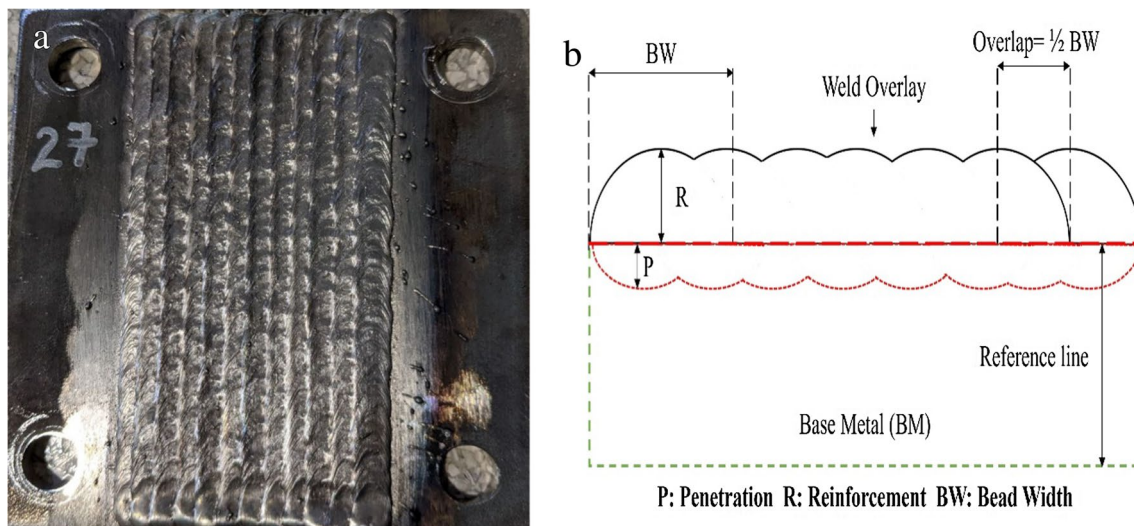 a
27
b
BW
Overlap= ½ BW
Weld Overlay
R
P
Reference line
Base Metal (BM)
P: Penetration R: Reinforcement BW: Bead Width